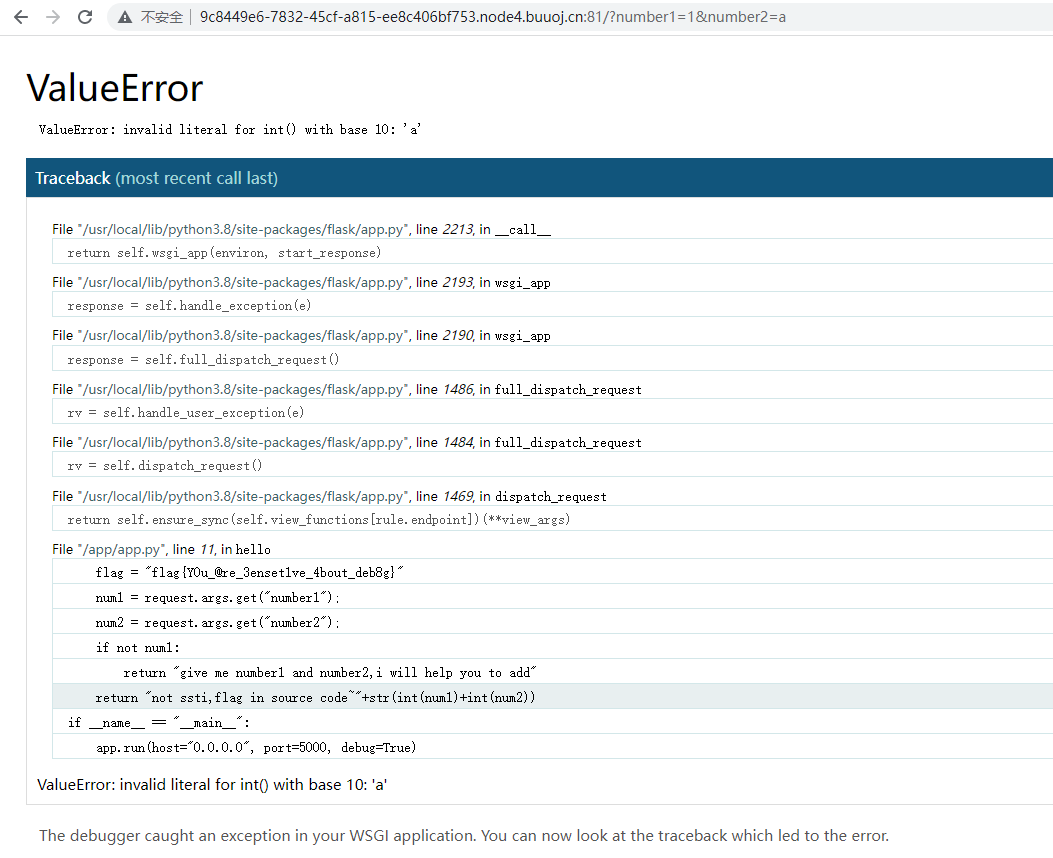 不安全 9c8449e6-7832-45cf-a815-ee8c406bf753.node4.buuoj.cn:81/?number1=1&number2=a
ValueError
ValueError: invalid literal for int() with base 10: 'a'
Traceback (most recent call last)
File "/usr/local/lib/python3.8/site-packages/flask/app.py", line 2213, in __call__
return self.wsgi_app(environ, start_response)
File "/usr/local/lib/python3.8/site-packages/flask/app.py", line 2193, in wsgi_app
response = self.handle_exception(e)
File "/usr/local/lib/python3.8/site-packages/flask/app.py", line 2190, in wsgi_app
response = self.full_dispatch_request()
File "/usr/local/lib/python3.8/site-packages/flask/app.py", line 1486, in full_dispatch_request
rv = self.handle_user_exception(e)
File "/usr/local/lib/python3.8/site-packages/flask/app.py", line 1484, in full_dispatch_request
rv = self.dispatch_request()
File "/usr/local/lib/python3.8/site-packages/flask/app.py", line 1469, in dispatch_request
return self.ensure_sync(self.view_functions[rule.endpoint])(**view_args)
File "/app/app.py", line 11, in hello
flag = "flag{Y0u_@re_3enset1ve_4bout_deb8g}"
num1 = request.args.get("number1");
num2 = request.args.get("number2");
if not num1:
return "give me number1 and number2,i will help you to add"
return "not ssti,flag in source code~"+str(int(num1)+int(num2))
if __name__ == "__main__":
app.run(host="0.0.0.0", port=5000, debug=True)
ValueError: invalid literal for int() with base 10: 'a'
The debugger caught an exception in your WSGI application. You can now look at the traceback which led to the error.